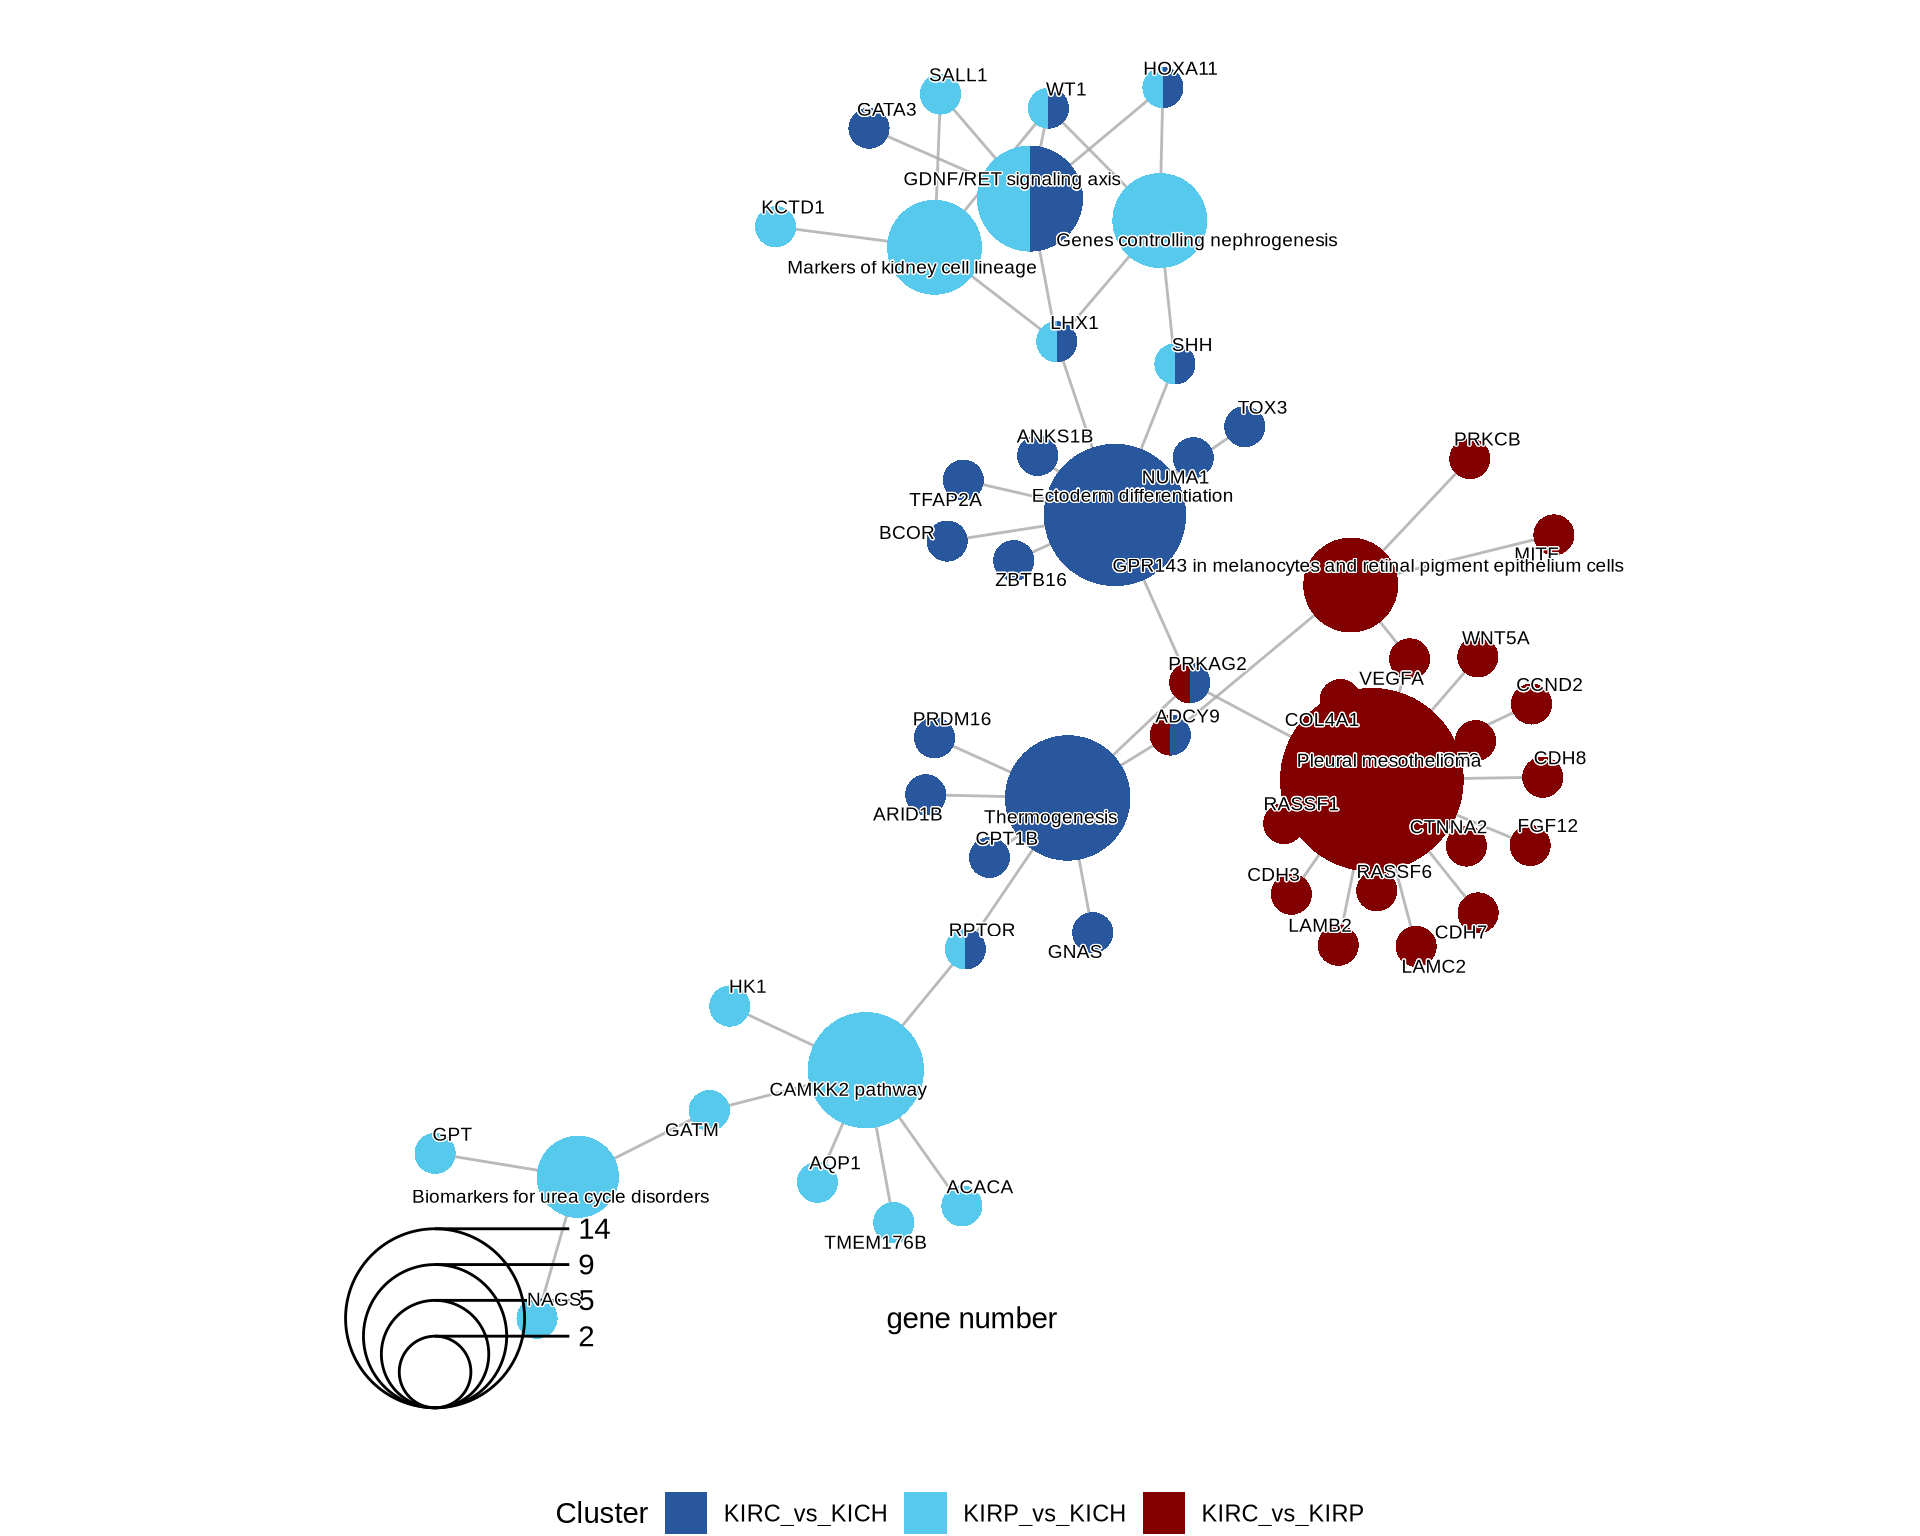 HOXA11
SALL1
WT1
GATA3
GDNF/RET signaling axis
KCTD1
Genes controlling nephrogenesis
Markers of kidney cell lineage
LHX1
SHH
TOX3
ANKS1B
PRKCB
NUMA1
Ectoderm differentiation
TFAP2A
BCOR
MITF
GPR143 in melanocytes and retinal pigment epithelium cells
ZBTB16
WNT5A
PRKAG2
VEGFA
CCND2
ADCY9
PRDM16
COL4A1
Pleural mesothelioma
CDH8
RASSF1
ARID1B
Thermogenesis
CTNNA2
FGF12
CPT1B
RASSF6
CDH3
LAMB2
RPTOR
CDH7
GNAS
LAMC2
HK1
CAMKK2 pathway
GATM
GPT
AQP1
ACACA
Biomarkers for urea cycle disorders
14
TMEM176B
9
NAGS
5
gene number
2
Cluster KIRC_vs_KICH KIRP_vs_KICH KIRC_vs_KIRP